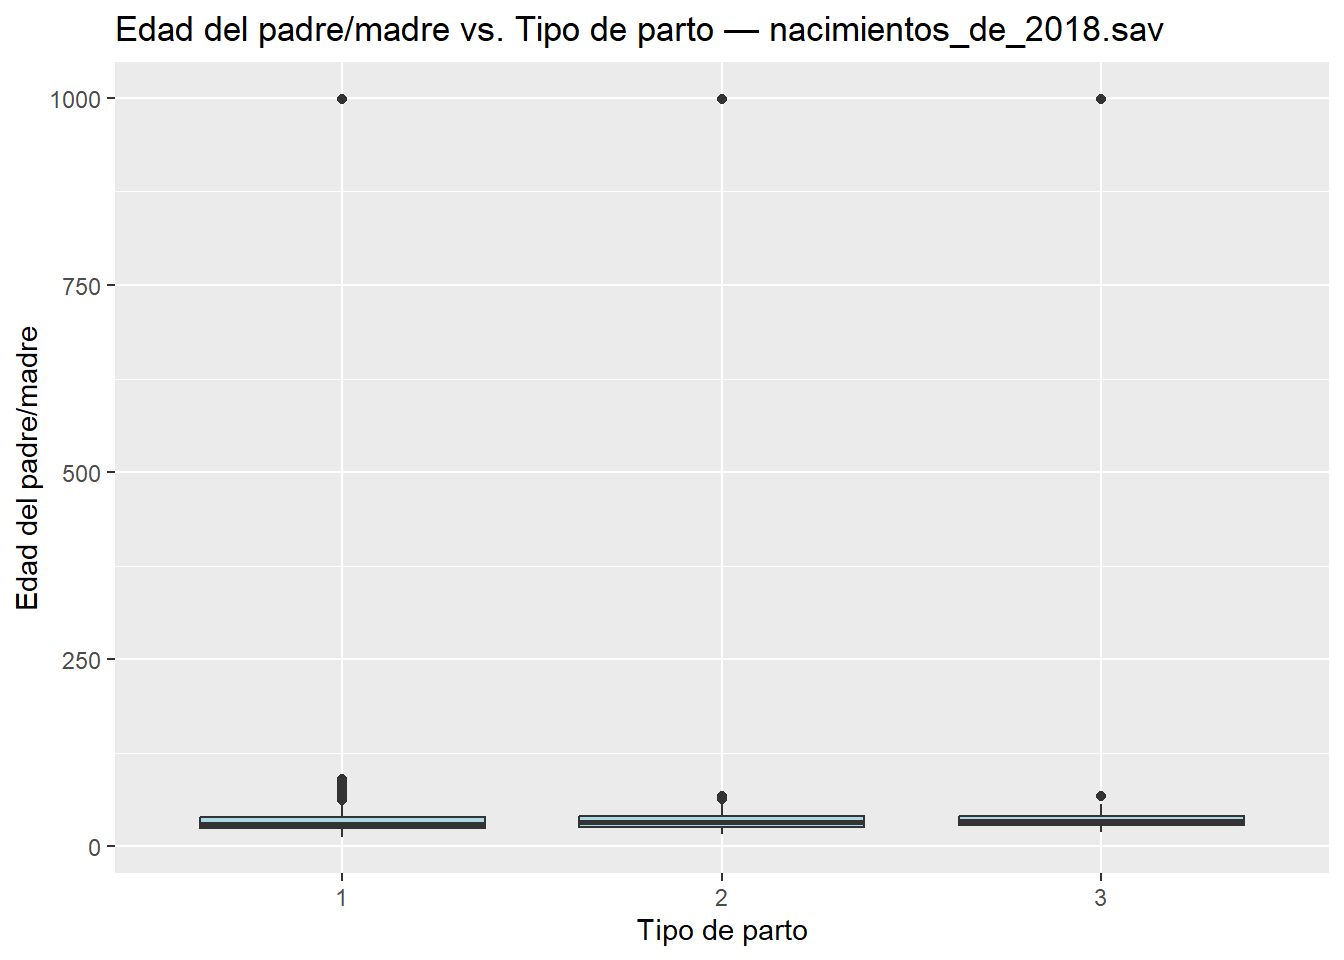 Edad del padre/madre vs. Tipo de parto — nacimientos_de_2018.sav
Edad del padre/madre
1000
750
500
250
0
1
2
3
Tipo de parto